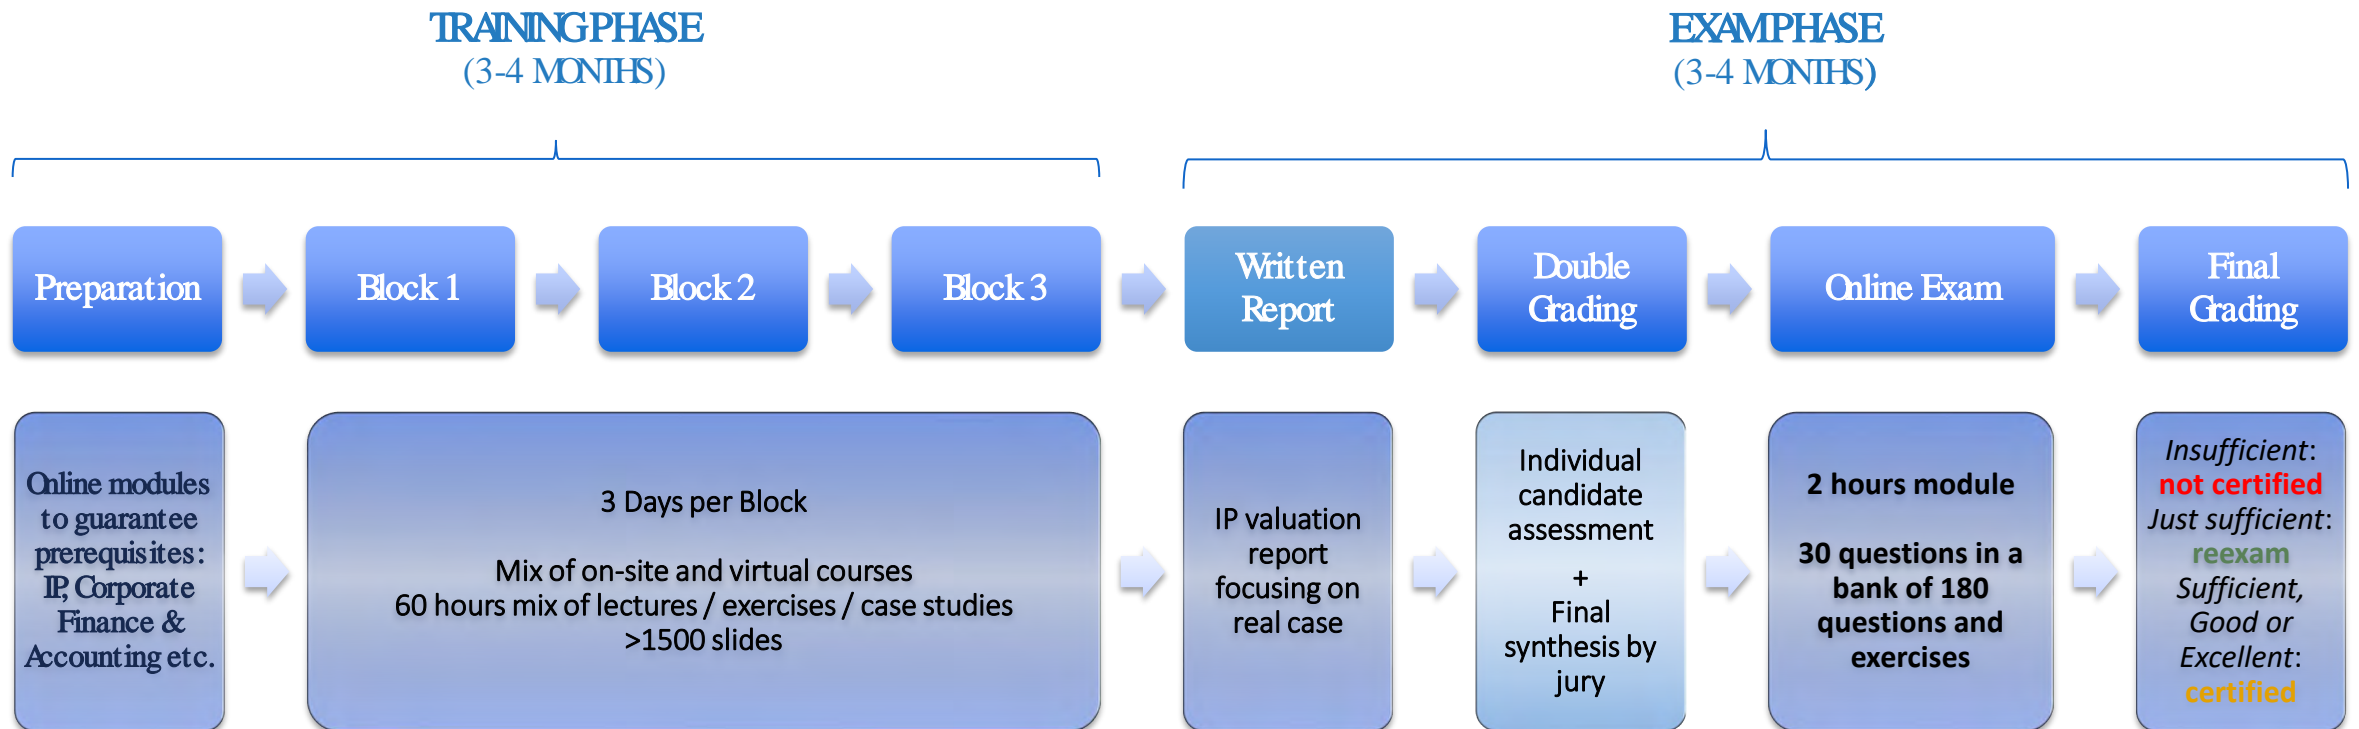 TRAINING PHASE
(3-4 MONTHS)
EXAM PHASE
(3-4 MONTHS)
Preparation
Block 1
Block 2
Block 3
Written
Report
Double
Grading
Online Exam
Final
Grading
Online modules
to guarantee
prerequisites:
IP, Corporate
Finance &
Accounting etc.
3 Days per Block
Mix of on-site and virtual courses
60 hours mix of lectures / exercises / case studies
>1500 slides
IP valuation
report
focusing on
real case
Individual
candidate
assessment
+
Final
synthesis by
jury
2 hours module
30 questions in a
bank of 180
questions and
exercises
Insufficient:
not certified
Just sufficient:
reexam
Sufficient,
Good or
Excellent:
certified